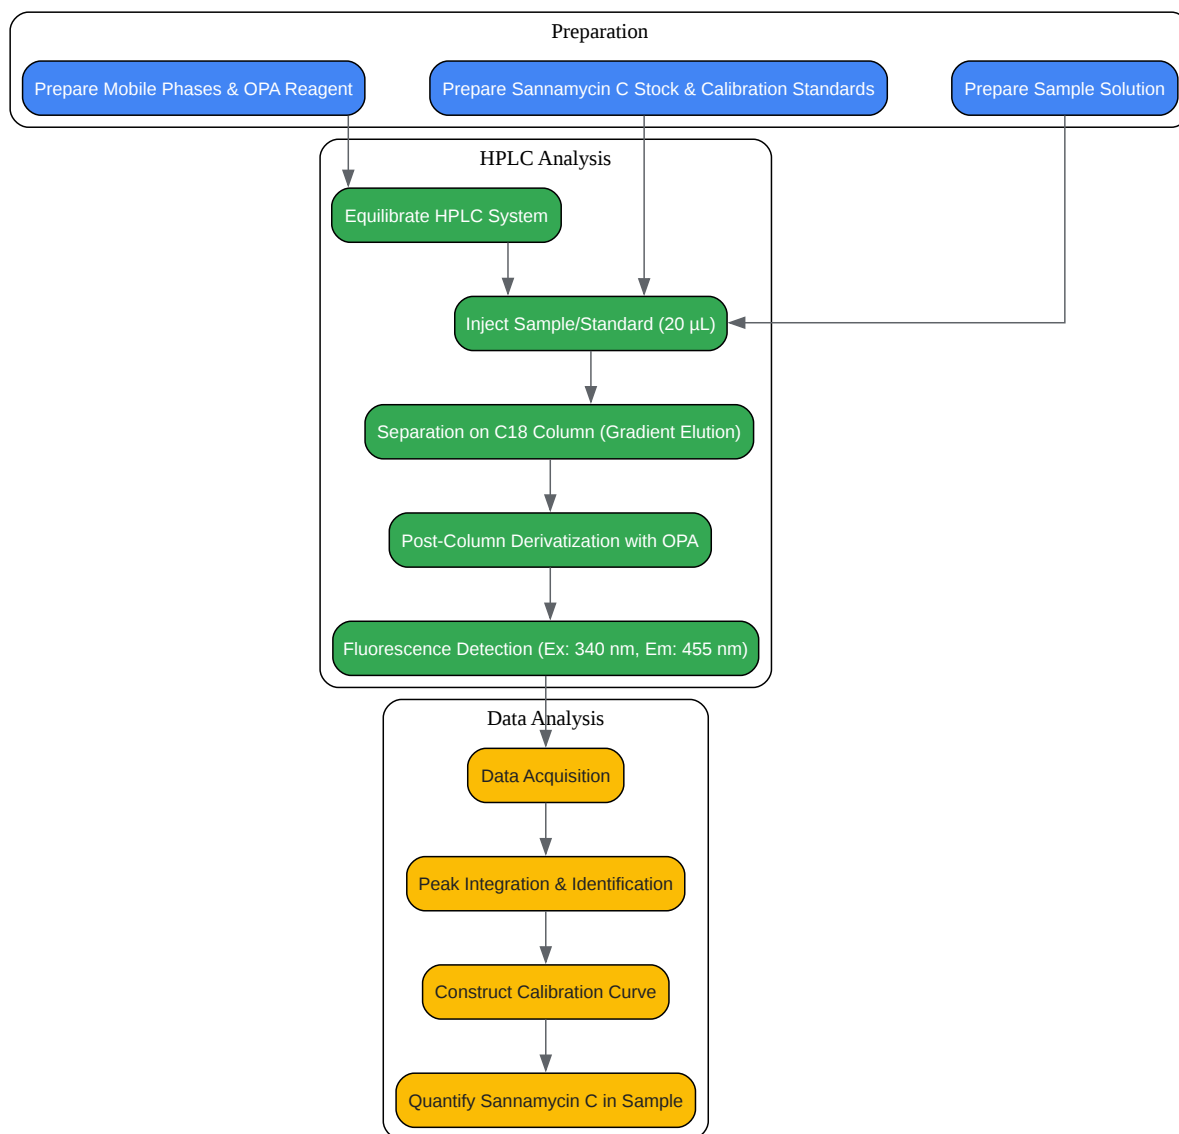 Preparation
Prepare Mobile Phases & OPA Reagent
Prepare Sannamycin C Stock & Calibration Standards
Prepare Sample Solution
HPLC Analysis
Equilibrate HPLC System
Inject Sample/Standard (20 µL)
Separation on C18 Column (Gradient Elution)
Post-Column Derivatization with OPA
Fluorescence Detection (Ex: 340 nm, Em: 455 nm)
Data Analysis
Data Acquisition
Peak Integration & Identification
Construct Calibration Curve
Quantify Sannamycin C in Sample